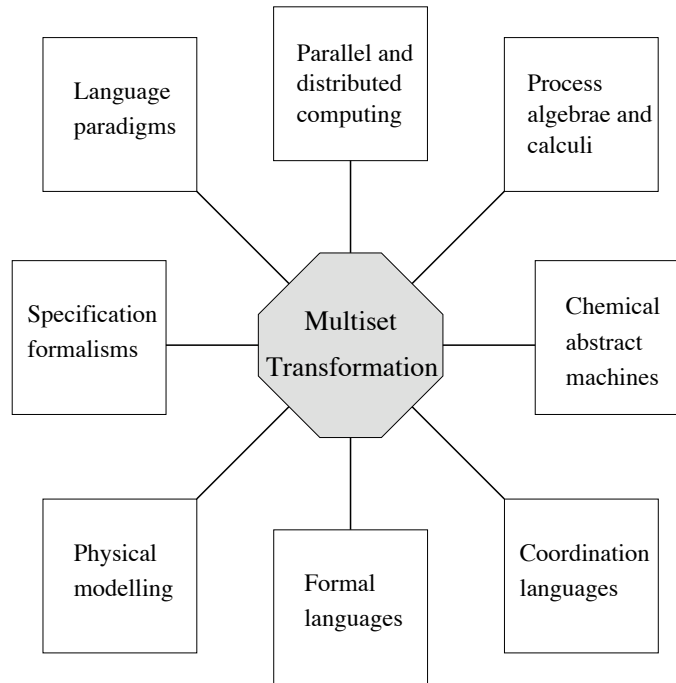 Language
paradigms
Parallel and
distributed
computing
Process
algebrae and
calculi
Specification
formalisms
Multiset
Transformation
Chemical
abstract
machines
Physical
modelling
Formal
languages
Coordination
languages